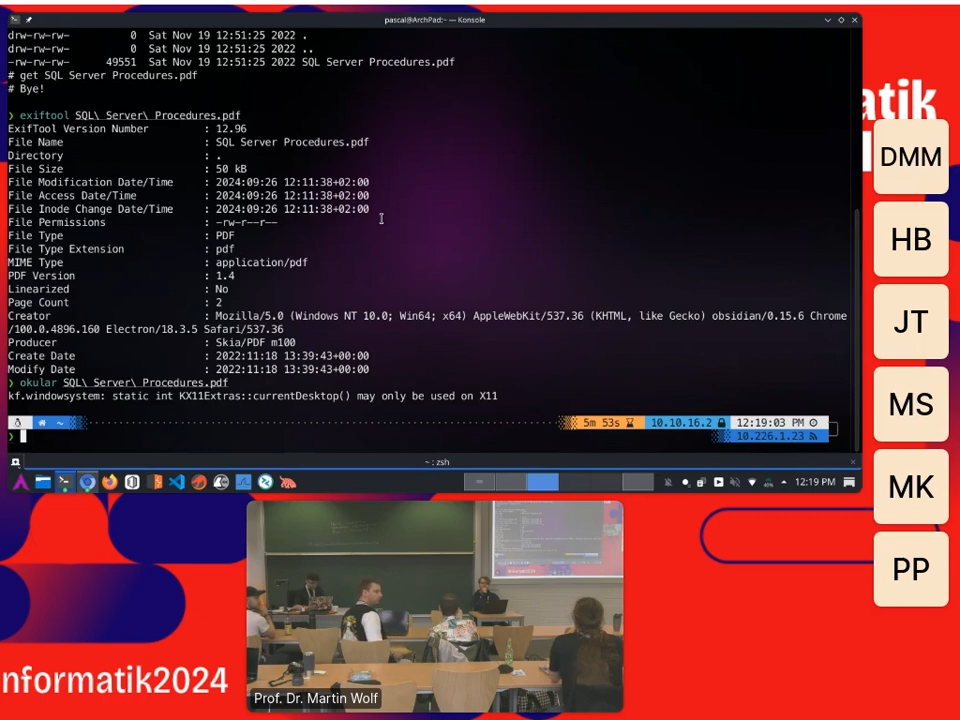 pascal@ArchPad:~ — Konsole
drw-rw-rw- 0 Sat Nov 19 12:51:25 2022 .
drw-rw-rw- 0 Sat Nov 19 12:51:25 2022 ..
-rw-rw-rw- 49551 Sat Nov 19 12:51:25 2022 SQL Server Procedures.pdf
# get SQL Server Procedures.pdf
# Bye!
❯ exiftool SQL\ Server\ Procedures.pdf
ExifTool Version Number : 12.96
File Name : SQL Server Procedures.pdf
Directory : .
File Size : 50 kB
File Modification Date/Time : 2024:09:26 12:11:38+02:00
File Access Date/Time : 2024:09:26 12:11:38+02:00
File Inode Change Date/Time : 2024:09:26 12:11:38+02:00
File Permissions : -rw-r--r--
File Type : PDF
File Type Extension : pdf
MIME Type : application/pdf
PDF Version : 1.4
Linearized : No
Page Count : 2
Creator : Mozilla/5.0 (Windows NT 10.0; Win64; x64) AppleWebKit/537.36 (KHTML, like Gecko) obsidian/0.15.6 Chrome
/100.0.4896.160 Electron/18.3.5 Safari/537.36
Producer : Skia/PDF m100
Create Date : 2022:11:18 13:39:43+00:00
Modify Date : 2022:11:18 13:39:43+00:00
❯ okular SQL\ Server\ Procedures.pdf
kf.windowsystem: static int KX11Extras::currentDesktop() may only be used on X11
~ 5m 53s 10.10.16.2 12:19:03 PM
❯ 10.226.1.23
~ : zsh
12:19 PM
atik
DMM
HB
JT
MS
MK
PP
nformatik2024
Prof. Dr. Martin Wolf